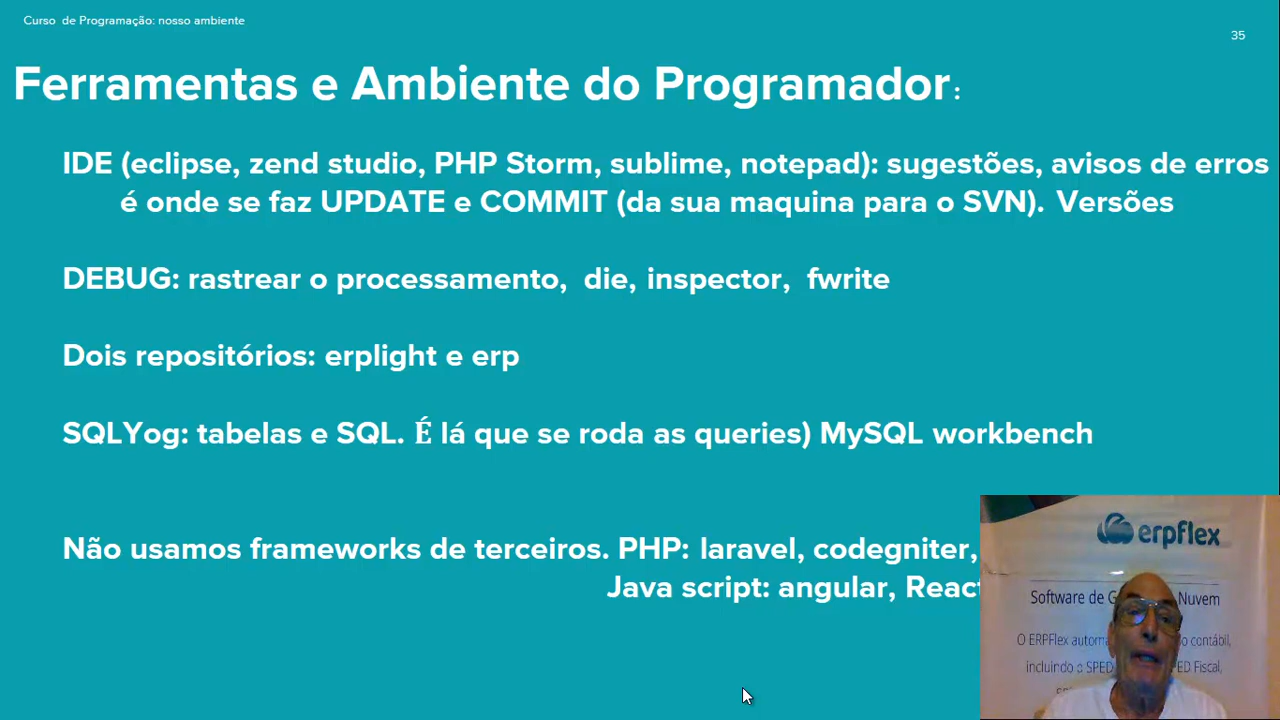 Curso  de Programação: nosso ambiente
35
Ferramentas e Ambiente do Programador:
IDE (eclipse, zend studio, PHP Storm, sublime, notepad): sugestões, avisos de erros
é onde se faz UPDATE e COMMIT (da sua maquina para o SVN). Versões
DEBUG: rastrear o processamento,  die, inspector,  fwrite
Dois repositórios: erplight e erp
SQLYog: tabelas e SQL. É lá que se roda as queries) MySQL workbench
Não usamos frameworks de terceiros. PHP: laravel, codegniter,
Java script: angular, React
erpflex
Software de G Nuvem
O ERPFlex autom o contábil,
incluindo o SPED ED Fiscal,